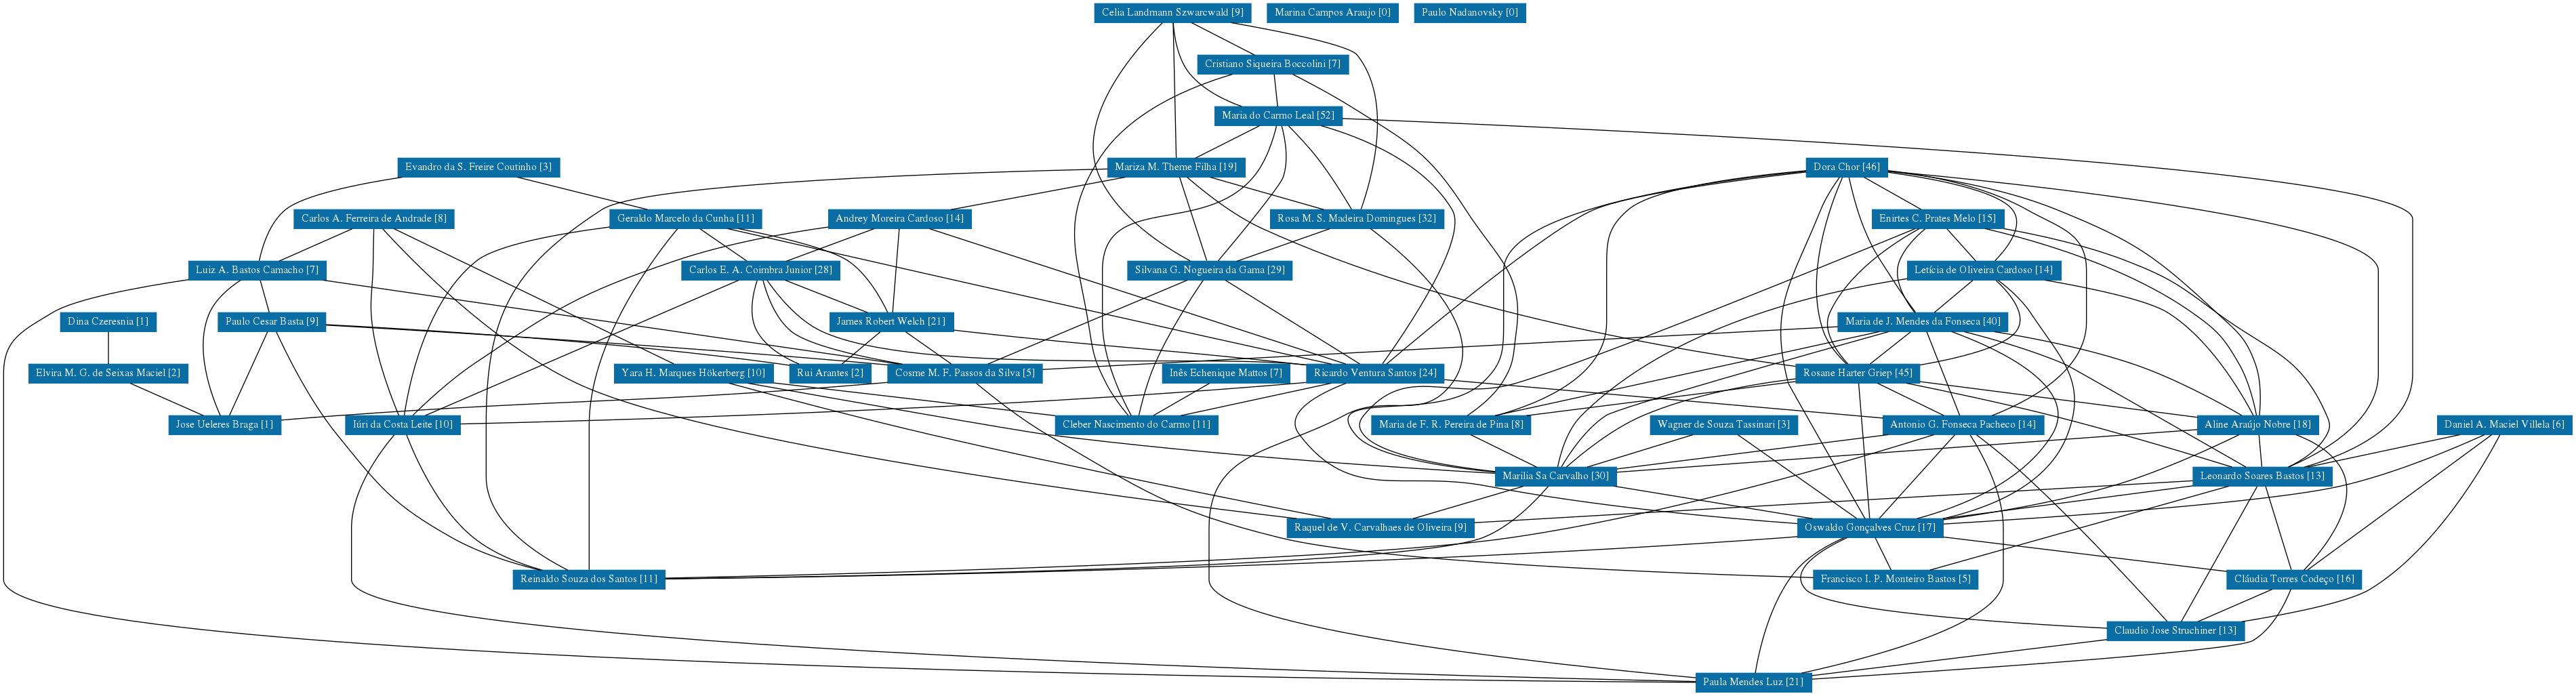 Celia Landmann Szwarcwald [9]
Marina Campos Araujo [0]
Paulo Nadanovsky [0]
Cristiano Siqueira Boccolini [7]
Maria do Carmo Leal [52]
Evandro da S. Freire Coutinho [3]
Mariza M. Theme Filha [19]
Dora Chor [46]
Carlos A. Ferreira de Andrade [8]
Geraldo Marcelo da Cunha [11]
Andrey Moreira Cardoso [14]
Rosa M. S. Madeira Domingues [32]
Enirtes C. Prates Melo [15]
Luiz A. Bastos Camacho [7]
Carlos E. A. Coimbra Junior [28]
Silvana G. Nogueira da Gama [29]
Letícia de Oliveira Cardoso [14]
Dina Czeresnia [1]
Paulo Cesar Basta [9]
James Robert Welch [21]
Maria de J. Mendes da Fonseca [40]
Elvira M. G. de Seixas Maciel [2]
Yara H. Marques Hökerberg [10]
Rui Arantes [2]
Cosme M. F. Passos da Silva [5]
Inês Echenique Mattos [7]
Ricardo Ventura Santos [24]
Rosane Harter Griep [45]
Jose Ueleres Braga [1]
Iúri da Costa Leite [10]
Cleber Nascimento do Carmo [11]
Maria de F. R. Pereira de Pina [8]
Wagner de Souza Tassinari [3]
Antonio G. Fonseca Pacheco [14]
Aline Araújo Nobre [18]
Daniel A. Maciel Villela [6]
Marilia Sa Carvalho [30]
Leonardo Soares Bastos [13]
Raquel de V. Carvalhaes de Oliveira [9]
Oswaldo Gonçalves Cruz [17]
Reinaldo Souza dos Santos [11]
Francisco I. P. Monteiro Bastos [5]
Cláudia Torres Codeço [16]
Claudio Jose Struchiner [13]
Paula Mendes Luz [21]